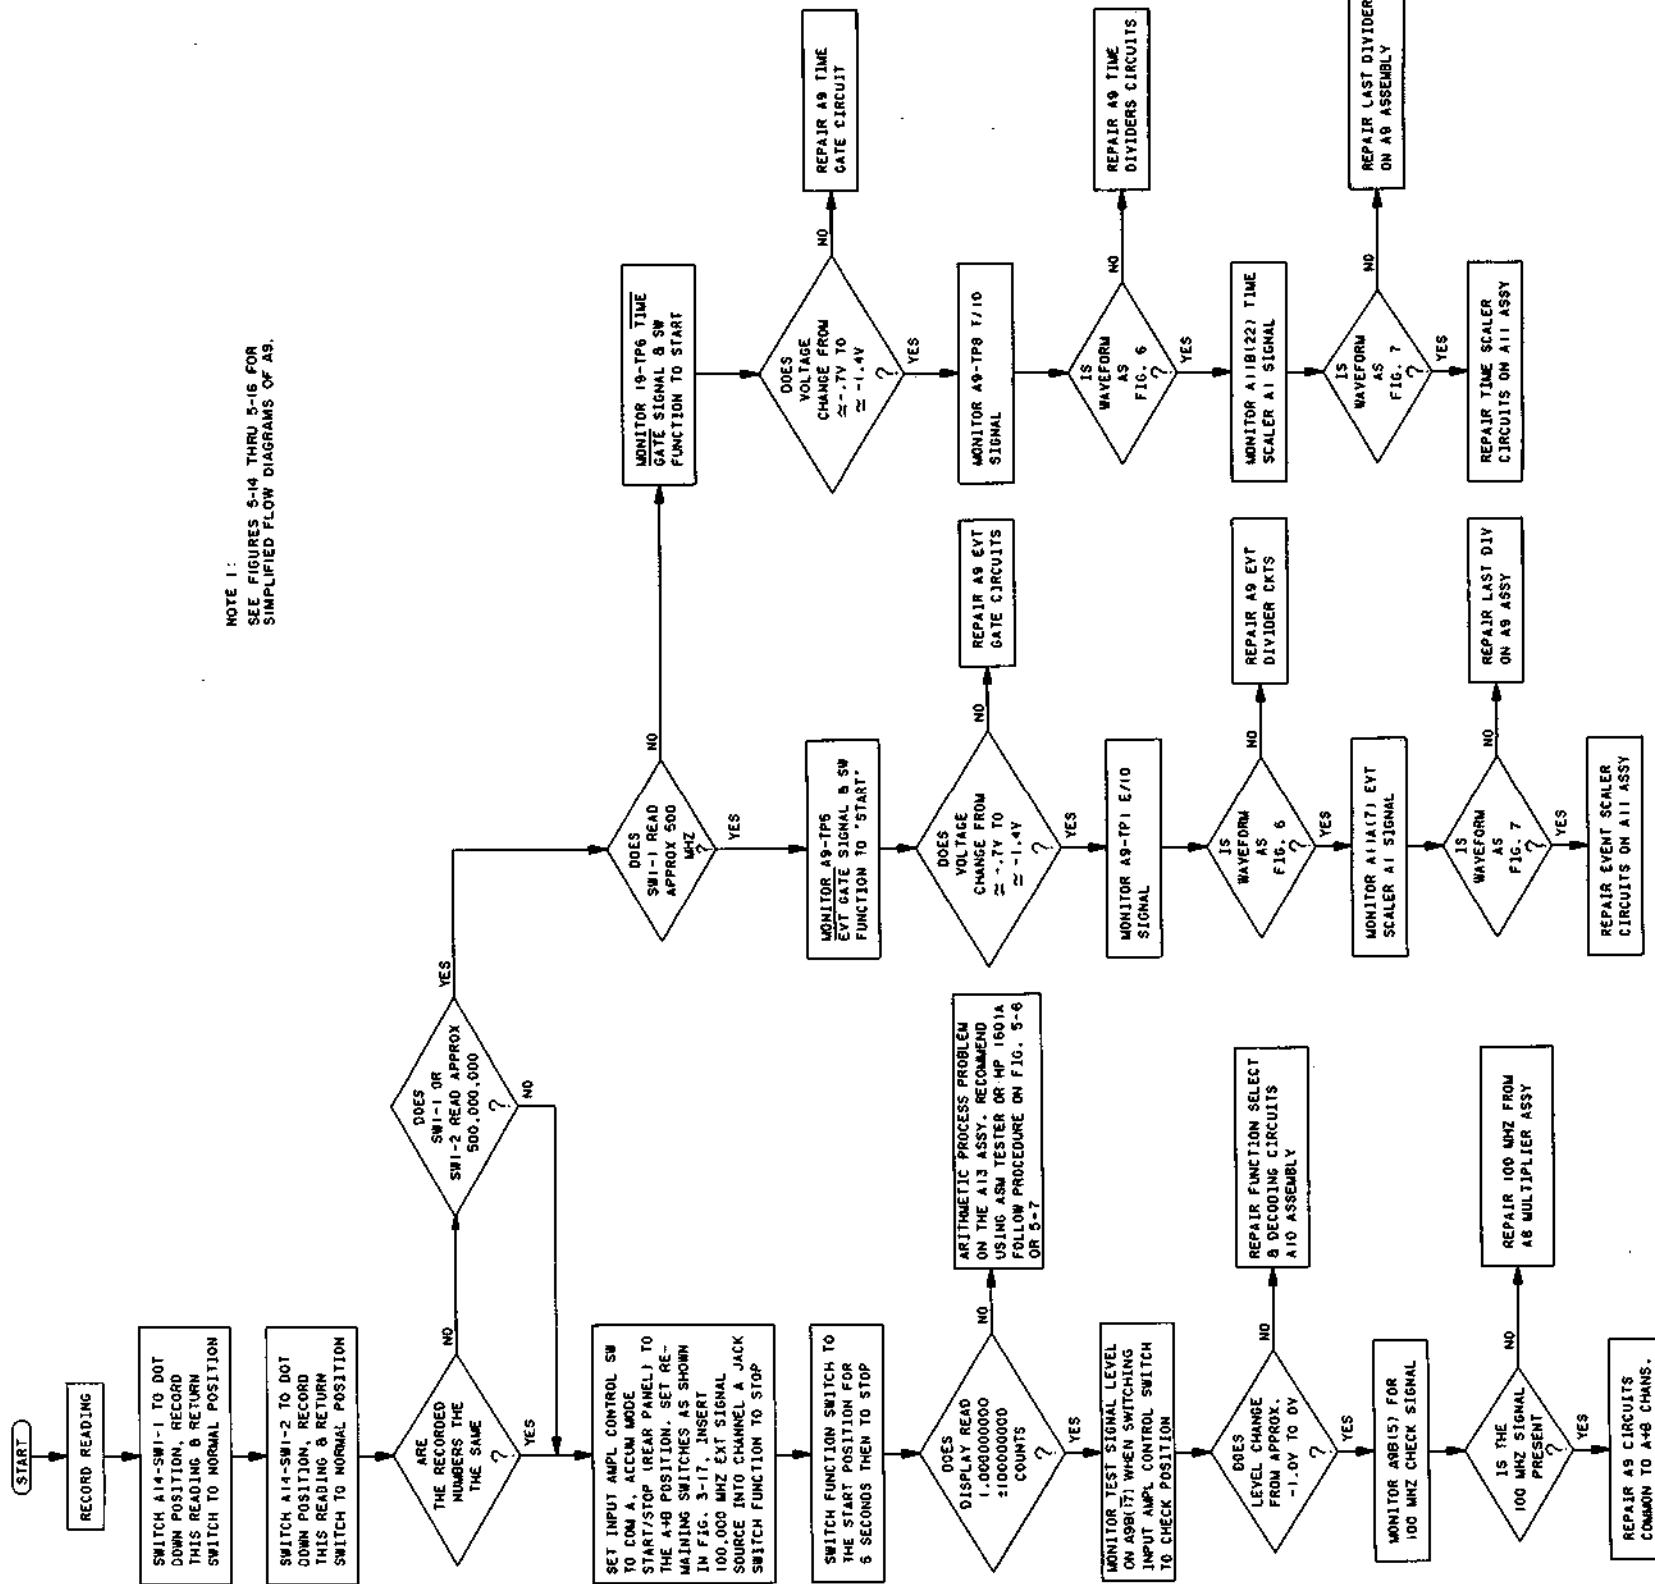 START
RECORD READING
SWITCH A14-SW1-1 TO DOT
DOWN POSITION, RECORD
THIS READING & RETURN
SWITCH TO NORMAL POSITION
SWITCH A14-SW1-2 TO DOT
DOWN POSITION, RECORD
THIS READING & RETURN
SWITCH TO NORMAL POSITION
ARE
THE RECORDED
NUMBERS THE
THE SAME
?
NO
YES
DOES
SW1-1 OR
SW1-2 READ APPROX
500,000,000
?
YES
NO
SET INPUT AMPL CONTROL SW
TO COM A, ACCOM MODE
START/STOP (REAR PANEL) TO
THE A+B POSITION. SET RE-
MAINING SWITCHES AS SHOWN
IN FIG. 3-17. INSERT
100,000 MHZ EXT SIGNAL
SOURCE INTO CHANNEL A JACK
SWITCH FUNCTION TO STOP
SWITCH FUNCTION SWITCH TO
THE START POSITION FOR
6 SECONDS THEN TO STOP
DOES
DISPLAY READ
1.0000000000
±1000000000
COUNTS
?
NO
YES
ARITHMETIC PROCESS PROBLEM
ON THE A13 ASSY. RECOMMEND
USING ASM TESTER OR HP 1601A
FOLLOW PROCEDURE ON FIG. 5-6
OR 5-7
MONITOR TEST SIGNAL LEVEL
ON A9B(17) WHEN SWITCHING
INPUT AMPL CONTROL SWITCH
TO CHECK POSITION
DOES
LEVEL CHANGE
FROM APPROX.
-1.0V TO 0V
?
NO
YES
REPAIR FUNCTION SELECT
& DECODING CIRCUITS
A10 ASSEMBLY
MONITOR A9B(5) FOR
100 MHZ CHECK SIGNAL
IS THE
100 MHZ SIGNAL
PRESENT
?
NO
YES
REPAIR 100 MHZ FROM
A8 MULTIPLIER ASSY
REPAIR A9 CIRCUITS
COMMON TO A+B CHANS.
NOTE 1:
SEE FIGURES 5-14 THRU 5-16 FOR
SIMPLIFIED FLOW DIAGRAMS OF A9.
DOES
SW1-1 READ
APPROX 500
MHZ
?
NO
YES
MONITOR A9-TP5
EVT GATE SIGNAL & SW
FUNCTION TO "START"
DOES
VOLTAGE
CHANGE FROM
≃ -.7V TO
≃ -1.4V
?
NO
YES
REPAIR A9 EVT
GATE CIRCUITS
MONITOR A9-TP1 E/10
SIGNAL
IS
WAVEFORM
AS
FIG. 6
?
NO
YES
REPAIR A9 EVT
DIVIDER CKTS
MONITOR A11A(7) EVT
SCALER A1 SIGNAL
IS
WAVEFORM
AS
FIG. 7
?
NO
YES
REPAIR LAST DIV
ON A9 ASSY
REPAIR EVENT SCALER
CIRCUITS ON A11 ASSY
MONITOR 19-TP6 TIME
GATE SIGNAL & SW
FUNCTION TO START
DOES
VOLTAGE
CHANGE FROM
≃ -.7V TO
≃ -1.4V
?
NO
YES
REPAIR A9 TIME
GATE CIRCUIT
MONITOR A9-TP8 T/10
SIGNAL
IS
WAVEFORM
AS
FIG. 6
?
NO
YES
REPAIR A9 TIME
DIVIDERS CIRCUITS
MONITOR A11B(22) TIME
SCALER A1 SIGNAL
IS
WAVEFORM
AS
FIG. 7
?
NO
YES
REPAIR LAST DIVIDER
ON A9 ASSEMBLY
REPAIR TIME SCALER
CIRCUITS ON A11 ASSY